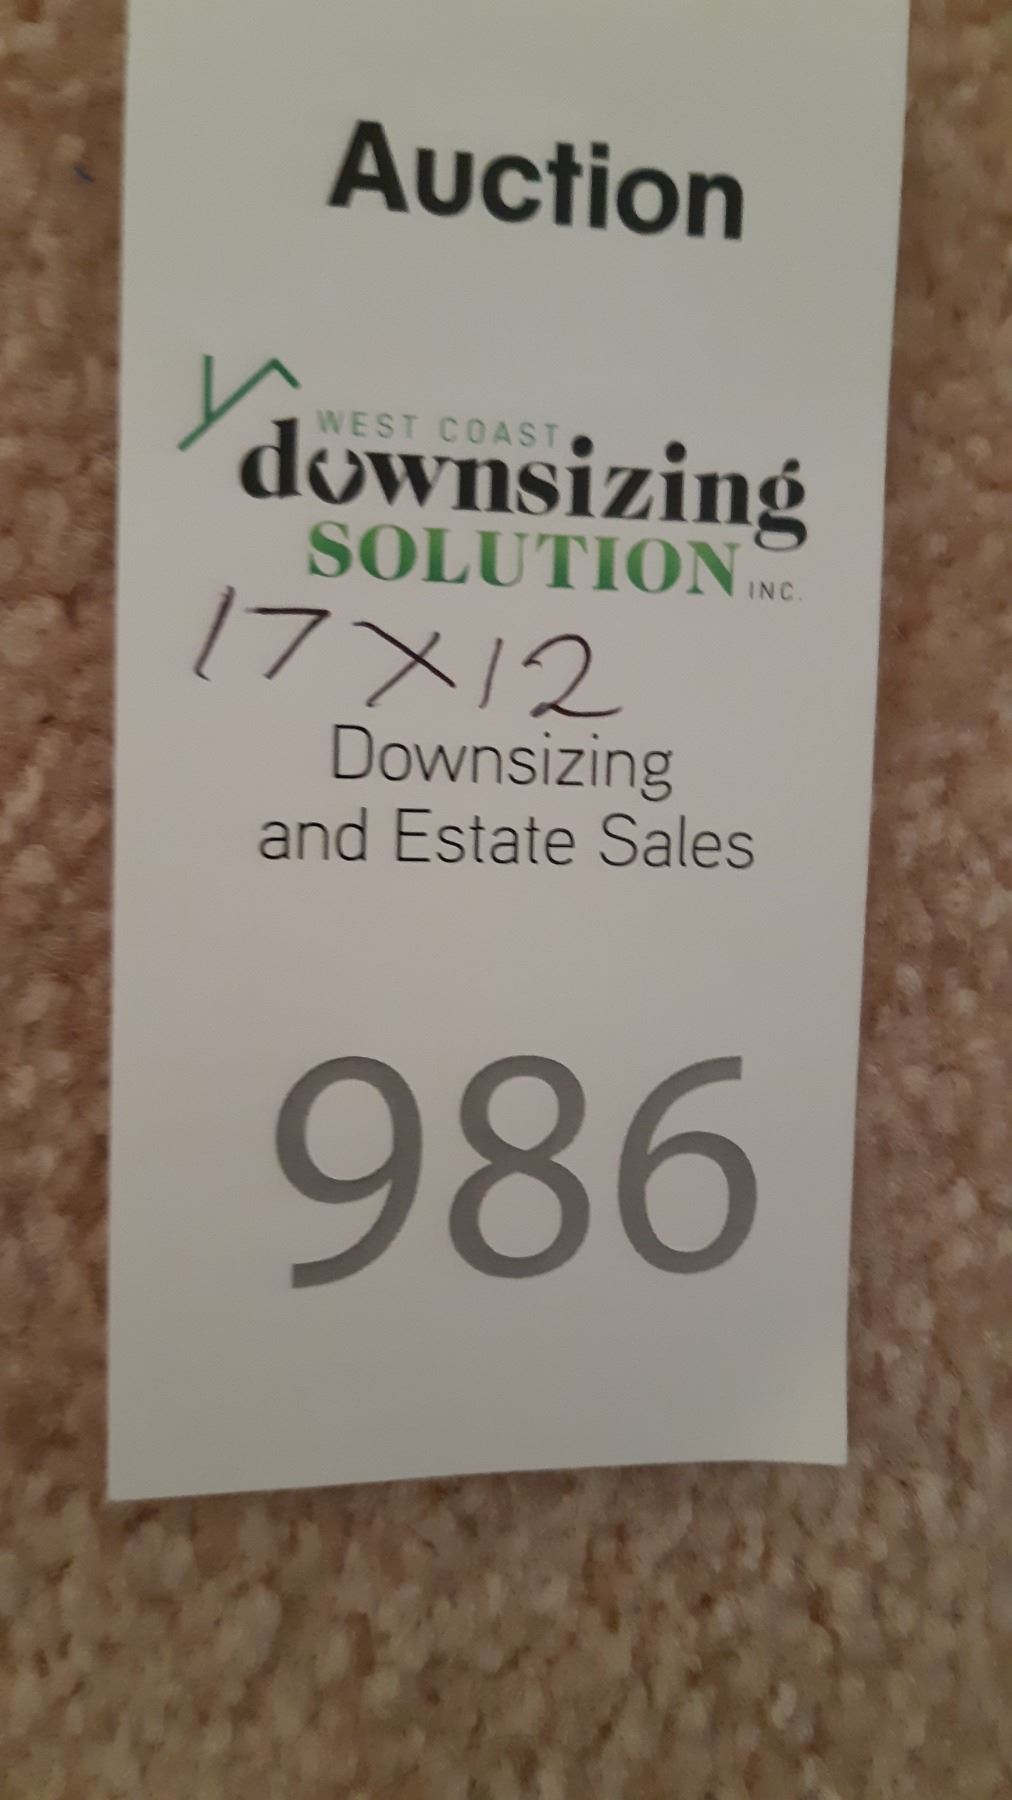 Auction
WEST COAST
downsizing
SOLUTION INC.
17X12
Downsizing
and Estate Sales
986